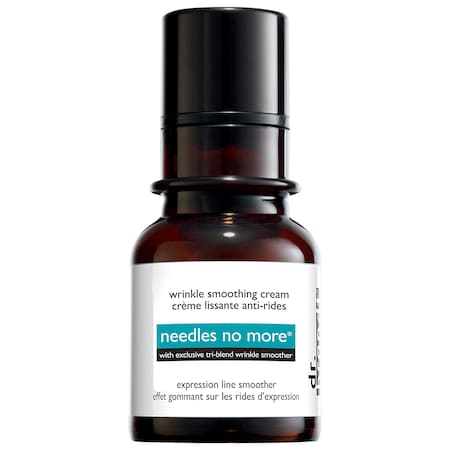 wrinkle smoothing cream
crème lissante anti-rides
needles no more®
with exclusive tri-blend wrinkle smoother
expression line smoother
effet gommant sur les rides d'expression
dr.